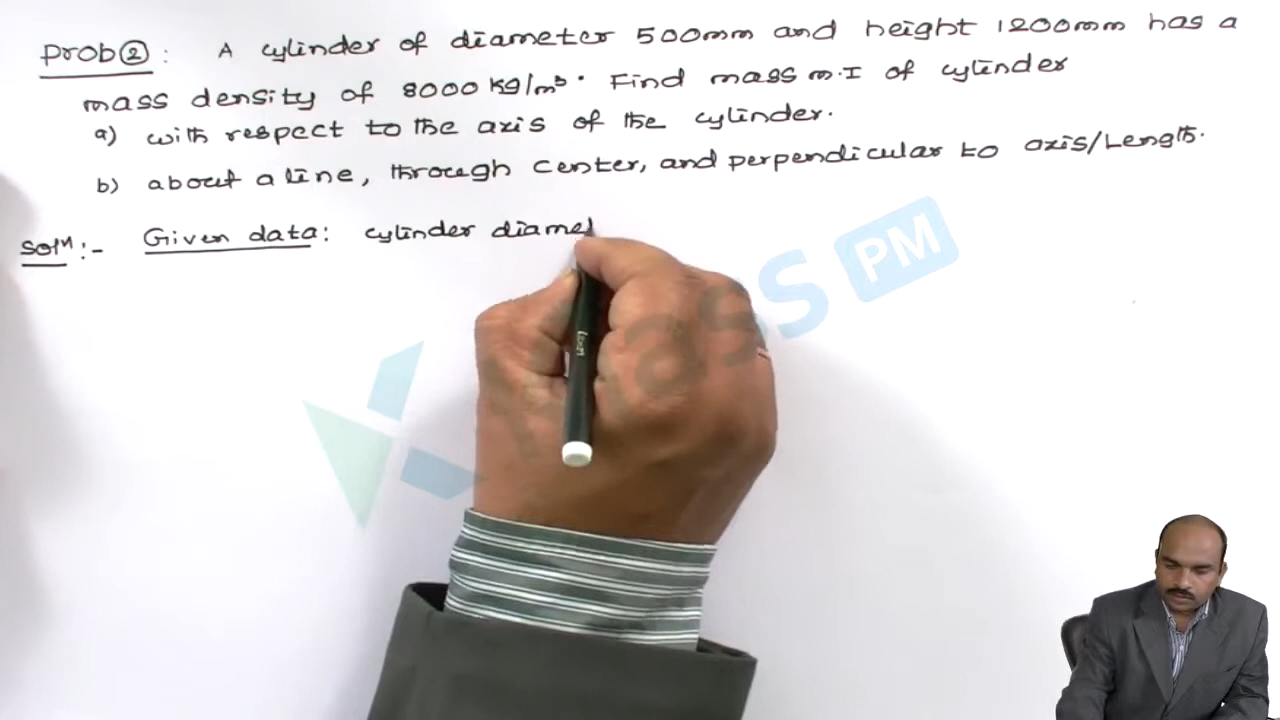 Prob②: A cylinder of diameter 500mm and height 1200mm has a
mass density of 8000 Kg/m³. Find mass m.I of cylinder
a) with respect to the axis of the cylinder.
b) about a line, through center, and perpendicular to axis/Length.
Solⁿ:- Given data: cylinder diame
ass PM